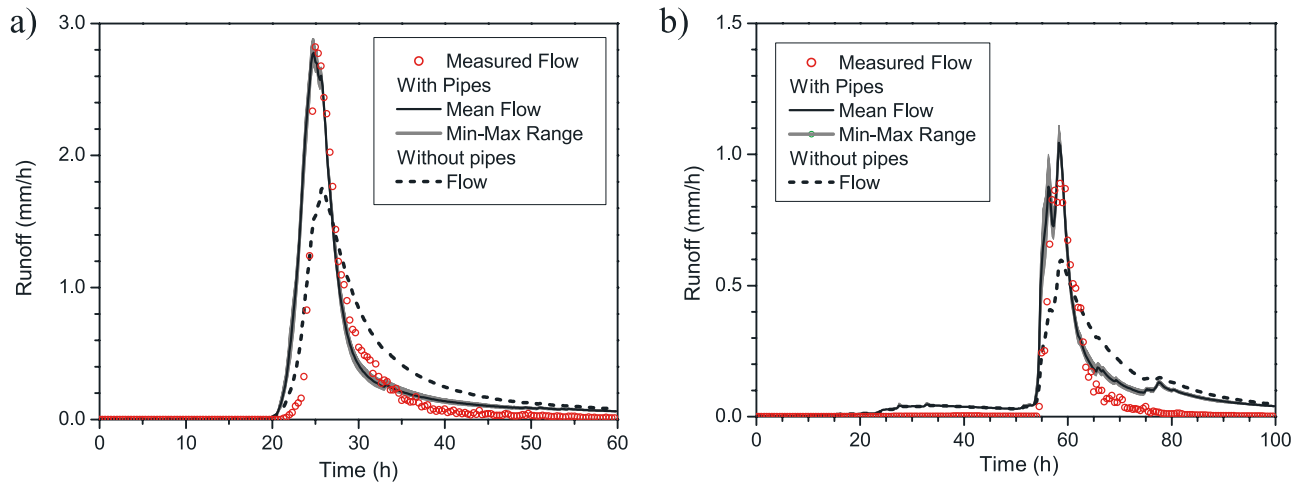 a)
3.0
2.0
1.0
0.0
Runoff (mm/h)
Measured Flow
With Pipes
Mean Flow
Min-Max Range
Without pipes
Flow
0 10 20 30 40 50 60
Time (h)
b)
1.5
1.0
0.5
0.0
Runoff (mm/h)
Measured Flow
With Pipes
Mean Flow
Min-Max Range
Without pipes
Flow
0 20 40 60 80 100
Time (h)